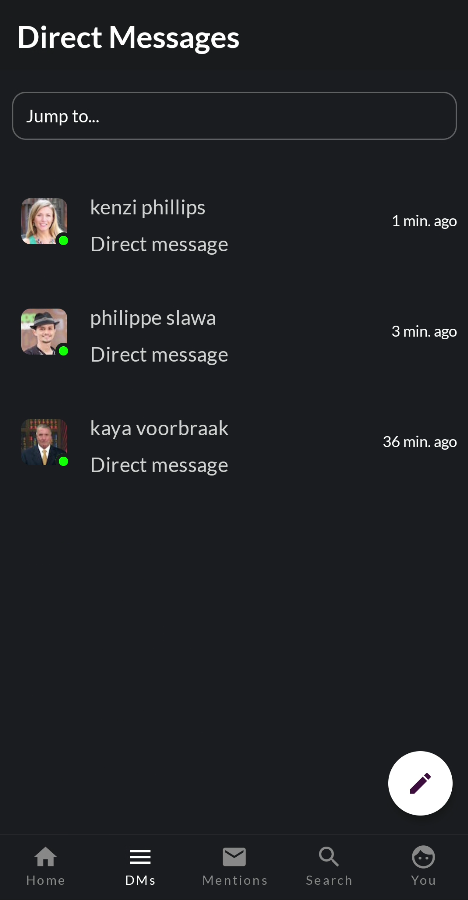 Direct Messages
Jump to...
kenzi phillips
1 min. ago
Direct message
philippe slawa
3 min. ago
Direct message
kaya voorbraak
36 min. ago
Direct message
Home DMs Mentions Search You